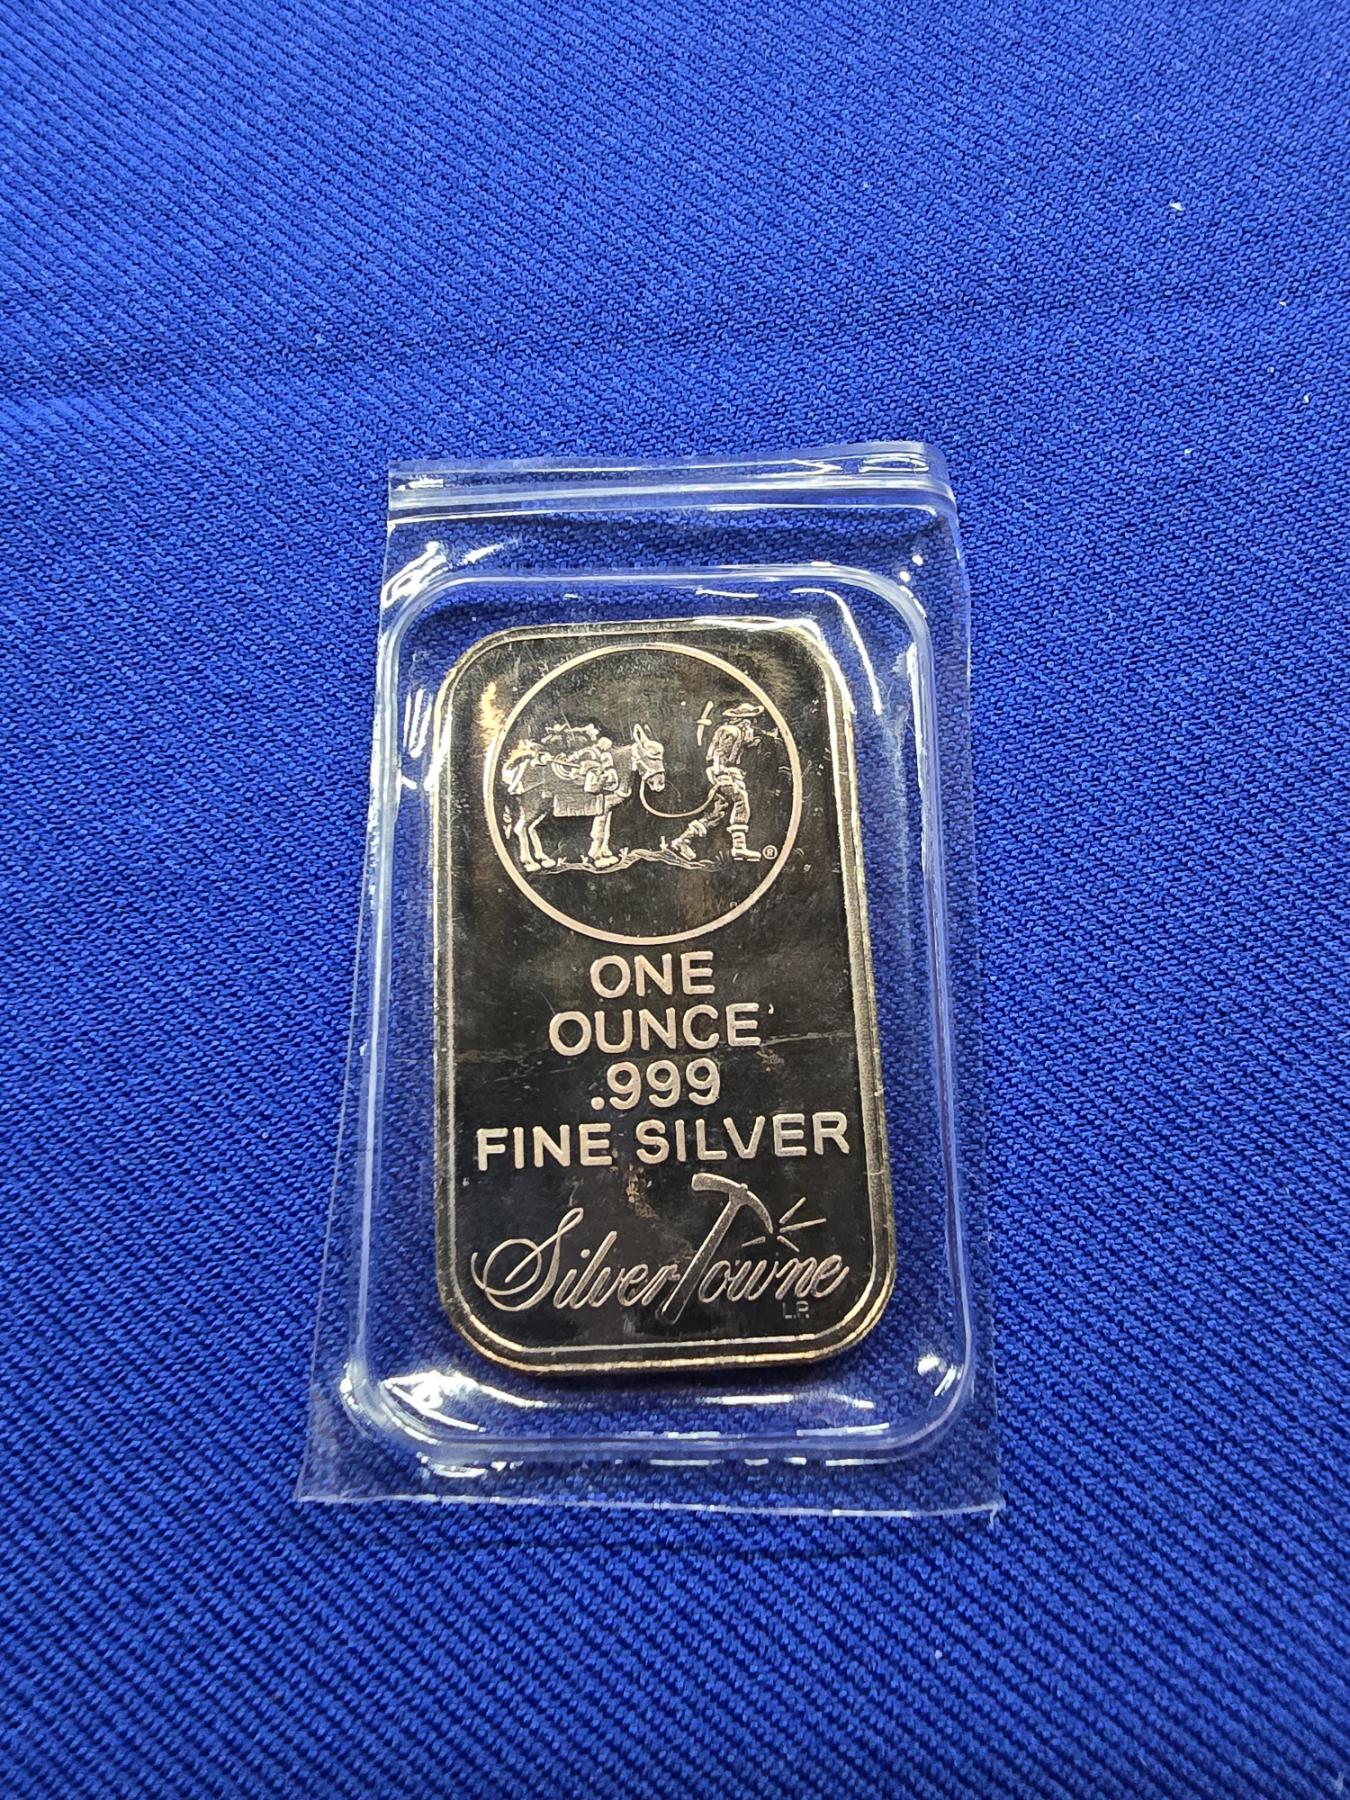 ®
ONE
OUNCE
.999
FINE SILVER
SilverTowne
L.P.